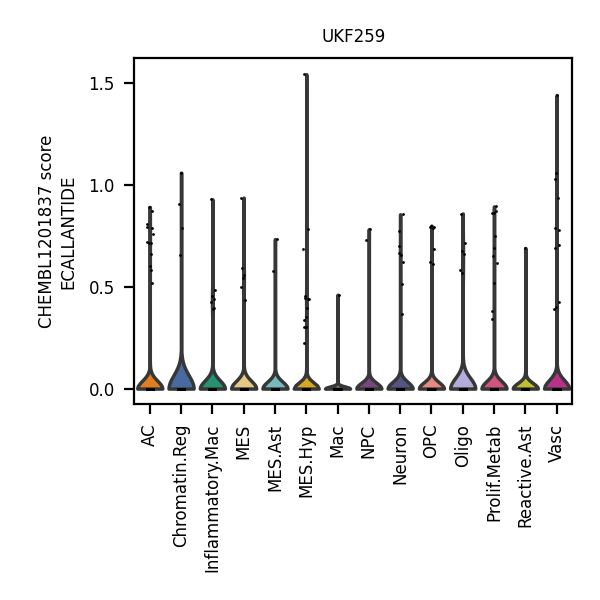 UKF259
CHEMBL1201837 score
ECALLANTIDE
1.5
1.0
0.5
0.0
AC
Chromatin.Reg
Inflammatory.Mac
MES
MES.Ast
MES.Hyp
Mac
NPC
Neuron
OPC
Oligo
Prolif.Metab
Reactive.Ast
Vasc